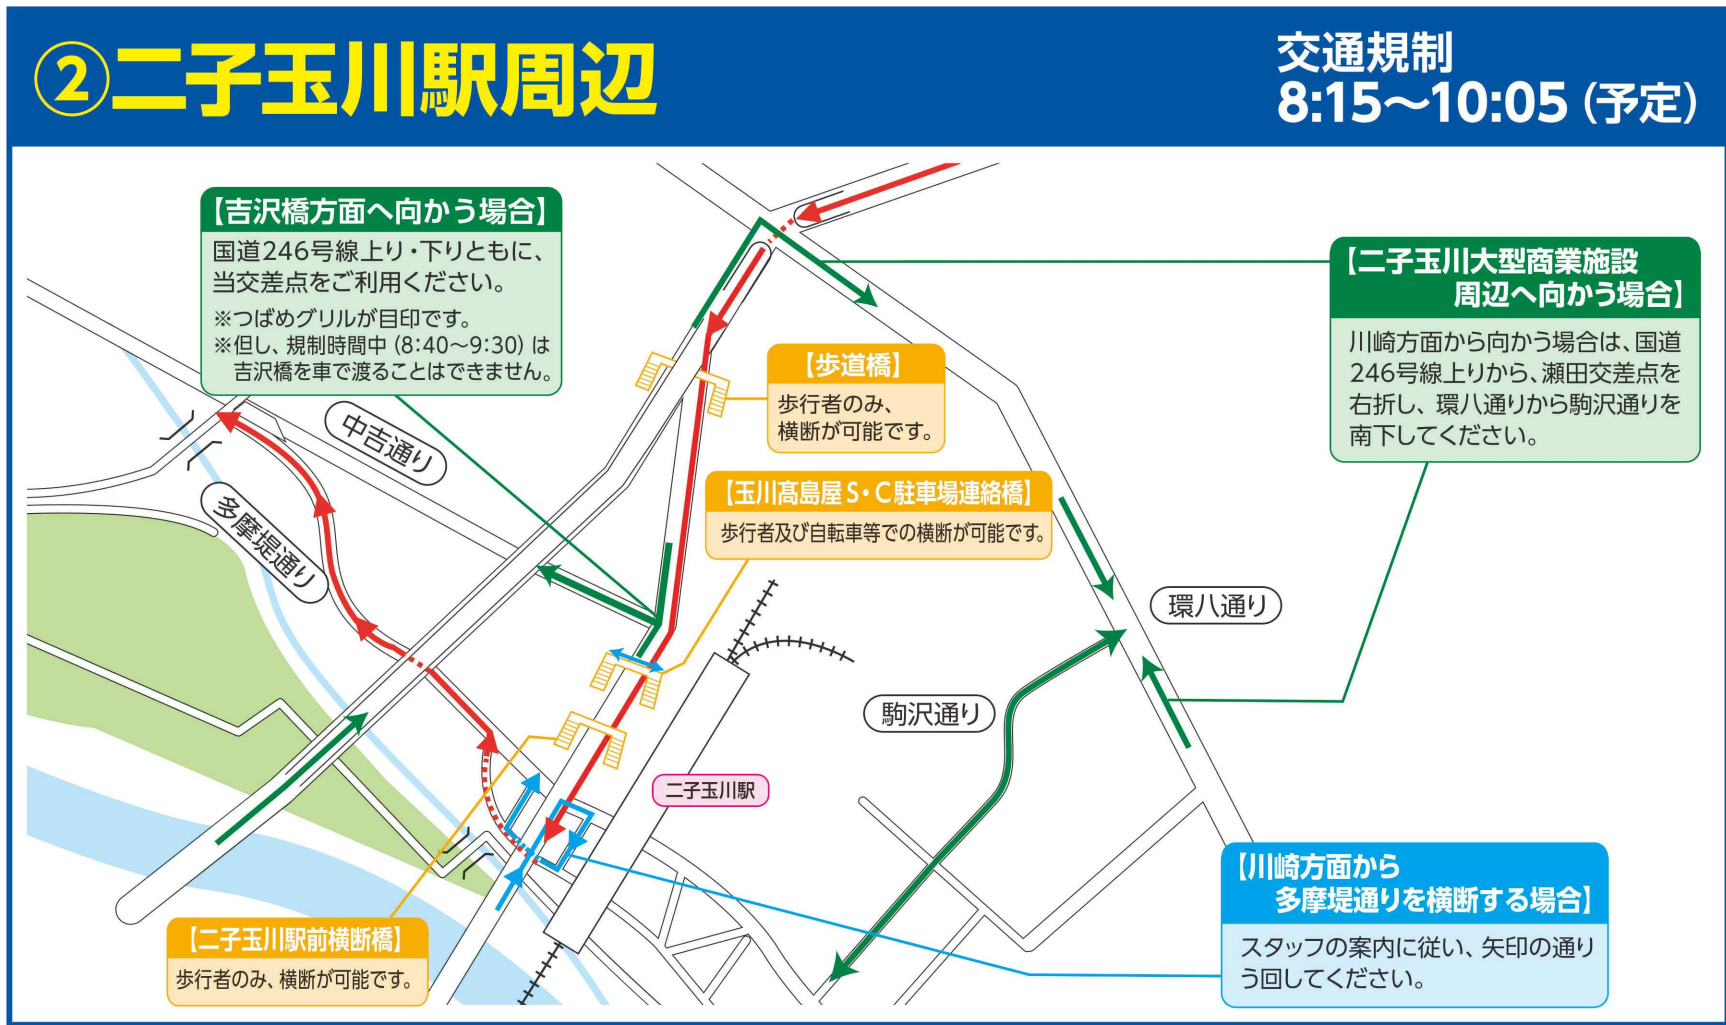 ②二子玉川駅周辺
交通規制
8:15〜10:05（予定）
【吉沢橋方面へ向かう場合】
国道246号線上り・下りともに、
当交差点をご利用ください。
※つばめグリルが目印です。
※但し、規制時間中（8:40〜9:30）は
吉沢橋を車で渡ることはできません。
【二子玉川大型商業施設
周辺へ向かう場合】
川崎方面から向かう場合は、国道
246号線上りから、瀬田交差点を
右折し、環八通りから駒沢通りを
南下してください。
【歩道橋】
歩行者のみ、
横断が可能です。
中吉通り
多摩堤通り
【玉川髙島屋S・C駐車場連絡橋】
歩行者及び自転車等での横断が可能です。
環八通り
駒沢通り
二子玉川駅
【川崎方面から
多摩堤通りを横断する場合】
スタッフの案内に従い、矢印の通り
う回してください。
【二子玉川駅前横断橋】
歩行者のみ、横断が可能です。